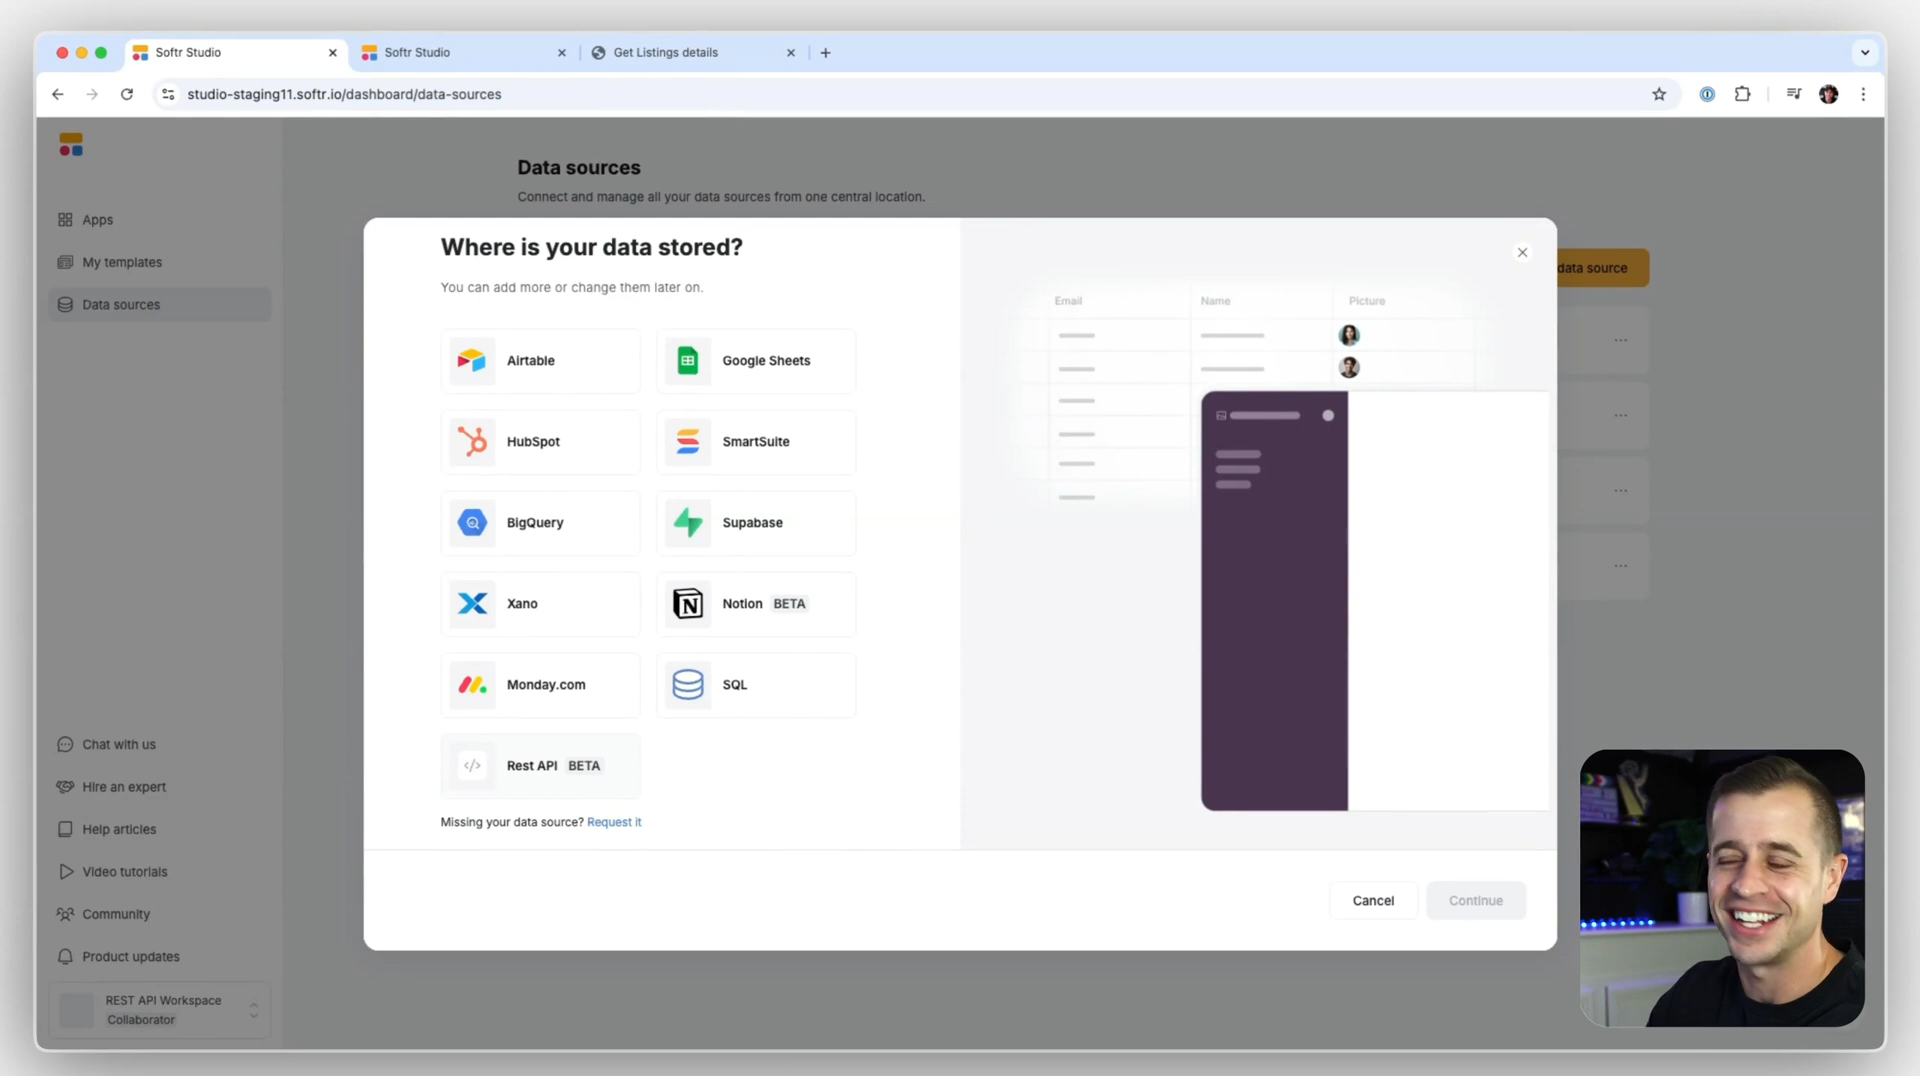 Softr Studio
Softr Studio
Get Listings details
studio-staging11.softr.io/dashboard/data-sources
Apps
My templates
Data sources
Chat with us
Hire an expert
Help articles
Video tutorials
Community
Product updates
REST API Workspace
Collaborator
Data sources
Connect and manage all your data sources from one central location.
data source
Where is your data stored?
You can add more or change them later on.
Airtable
Google Sheets
HubSpot
SmartSuite
BigQuery
Supabase
Xano
Notion BETA
Monday.com
SQL
Rest API BETA
Missing your data source? Request it
Email
Name
Picture
Cancel
Continue